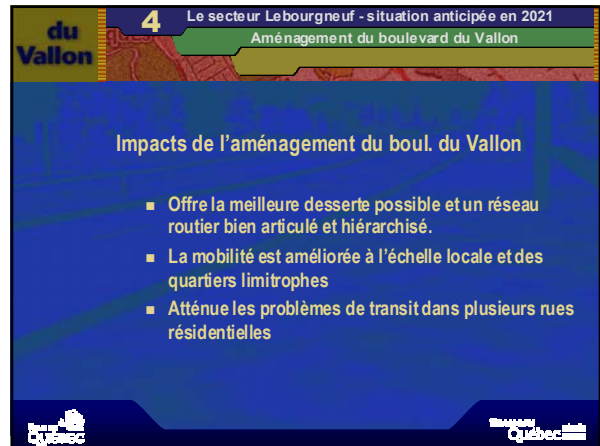 du
Vallon
4
Le secteur Lebourgneuf - situation anticipée en 2021
Aménagement du boulevard du Vallon
Impacts de l’aménagement du boul. du Vallon
■ Offre la meilleure desserte possible et un réseau
routier bien articulé et hiérarchisé.
■ La mobilité est améliorée à l’échelle locale et des
quartiers limitrophes
■ Atténue les problèmes de transit dans plusieurs rues
résidentielles
QUÉBEC
Québec